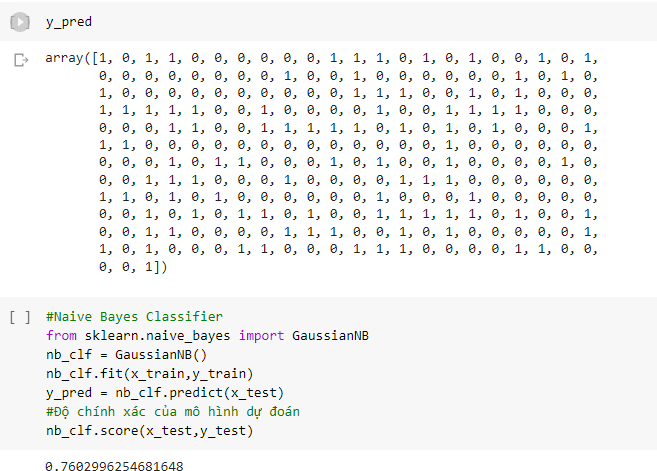 y_pred
array([1, 0, 1, 1, 0, 0, 0, 0, 0, 0, 1, 1, 1, 0, 1, 0, 1, 0, 0, 1, 0, 1,
0, 0, 0, 0, 0, 0, 0, 0, 1, 0, 0, 1, 0, 0, 0, 0, 0, 0, 1, 0, 1, 0,
1, 0, 0, 0, 0, 0, 0, 0, 0, 0, 0, 1, 1, 1, 0, 0, 1, 0, 1, 0, 0, 0,
1, 1, 1, 1, 1, 0, 0, 1, 0, 0, 0, 0, 1, 0, 0, 1, 1, 1, 1, 0, 0, 0,
0, 0, 0, 1, 1, 0, 0, 1, 1, 1, 1, 1, 0, 1, 0, 1, 0, 1, 0, 0, 0, 1,
1, 1, 0, 0, 0, 0, 0, 0, 0, 0, 0, 0, 0, 0, 0, 1, 0, 0, 0, 0, 0, 0,
0, 0, 0, 1, 0, 1, 1, 0, 0, 0, 1, 0, 1, 0, 0, 1, 0, 0, 0, 0, 1, 0,
0, 0, 1, 1, 1, 0, 0, 0, 1, 0, 0, 0, 0, 1, 1, 1, 0, 0, 0, 0, 0, 0,
1, 1, 0, 1, 0, 1, 0, 0, 0, 0, 0, 0, 1, 0, 0, 0, 1, 0, 0, 0, 0, 0,
0, 0, 1, 0, 1, 0, 1, 1, 0, 1, 0, 0, 1, 1, 1, 1, 1, 0, 1, 0, 0, 1,
0, 0, 1, 1, 0, 0, 0, 0, 1, 1, 1, 0, 0, 1, 0, 1, 0, 0, 0, 0, 0, 1,
1, 0, 1, 0, 0, 0, 1, 1, 0, 0, 0, 1, 1, 1, 0, 0, 0, 0, 1, 1, 0, 0,
0, 0, 1])
[ ] #Naive Bayes Classifier
from sklearn.naive_bayes import GaussianNB
nb_clf = GaussianNB()
nb_clf.fit(x_train,y_train)
y_pred = nb_clf.predict(x_test)
#Độ chính xác của mô hình dự đoán
nb_clf.score(x_test,y_test)
0.7602996254681648